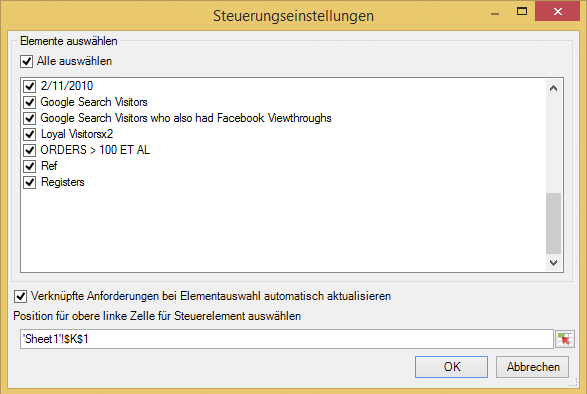 Steuerungseinstellungen
Elemente auswählen
Alle auswählen
2/11/2010
Google Search Visitors
Google Search Visitors who also had Facebook Viewthroughs
Loyal Visitorsx2
ORDERS > 100 ET AL
Ref
Registers
Verknüpfte Anforderungen bei Elementauswahl automatisch aktualisieren
Position für obere linke Zelle für Steuerelement auswählen
'Sheet1'!$K$1
OK
Abbrechen